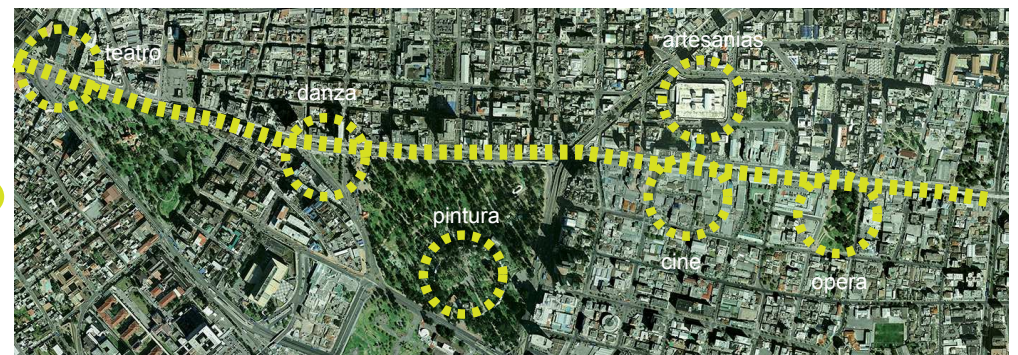 teatro
artesanías
danza
pintura
cine
opera